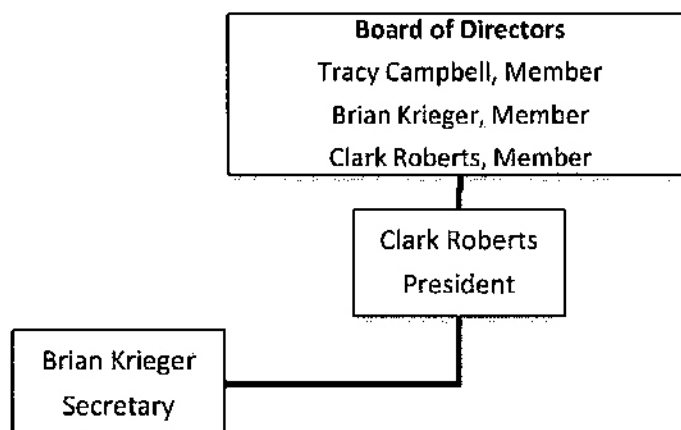 Board of Directors
Tracy Campbell, Member
Brian Krieger, Member
Clark Roberts, Member
Clark Roberts
President
Brian Krieger
Secretary